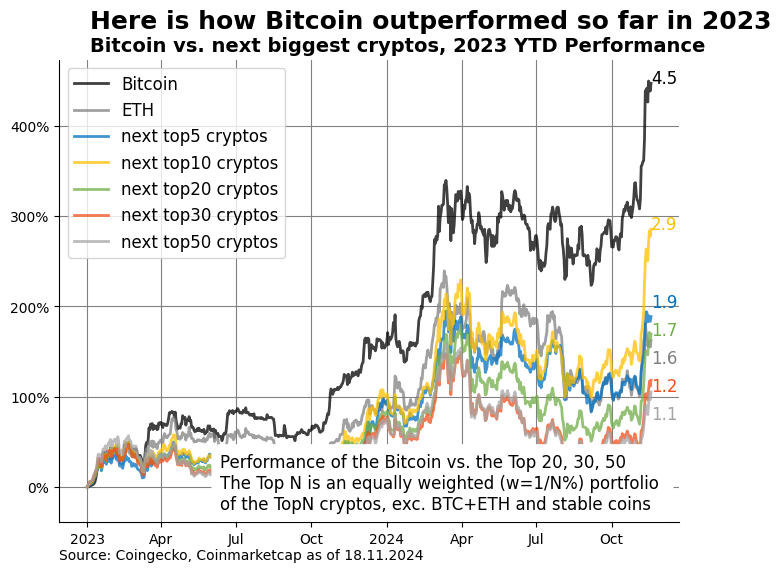 Here is how Bitcoin outperformed so far in 2023
Bitcoin vs. next biggest cryptos, 2023 YTD Performance
Bitcoin
ETH
next top5 cryptos
next top10 cryptos
next top20 cryptos
next top30 cryptos
next top50 cryptos
400%
300%
200%
100%
0%
4.5
2.9
1.9
1.7
1.6
1.2
1.1
Performance of the Bitcoin vs. the Top 20, 30, 50
The Top N is an equally weighted (w=1/N%) portfolio
of the TopN cryptos, exc. BTC+ETH and stable coins
2023 Apr Jul Oct 2024 Apr Jul Oct
Source: Coingecko, Coinmarketcap as of 18.11.2024